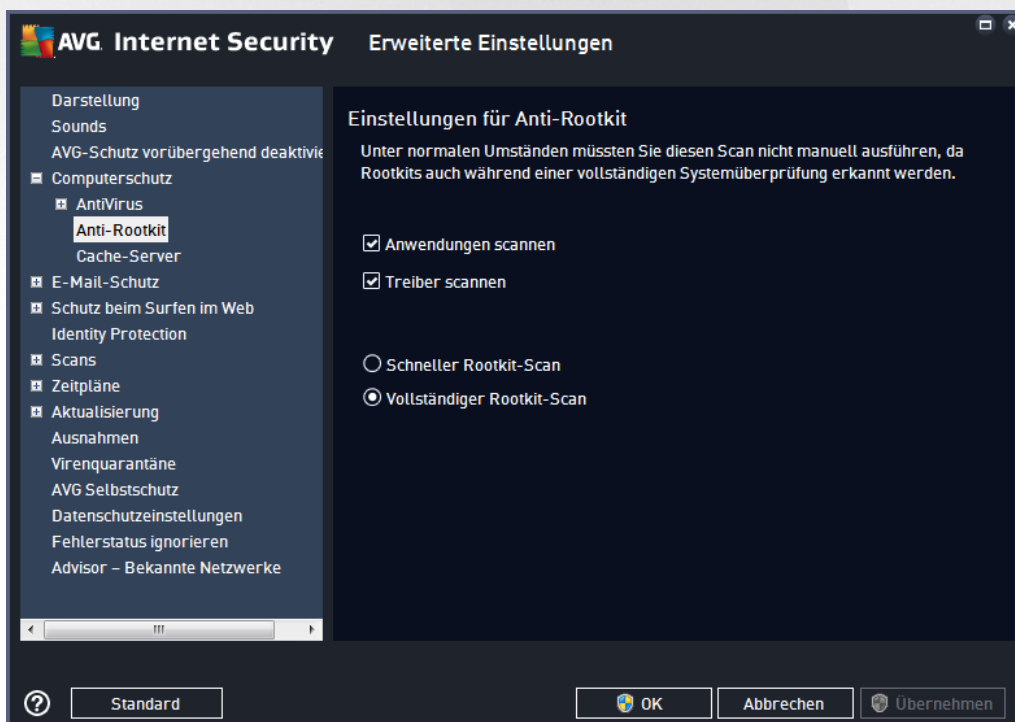 AVG. Internet Security Erweiterte Einstellungen
Darstellung
Sounds
AVG-Schutz vorübergehend deaktivie
Computerschutz
AntiVirus
Anti-Rootkit
Cache-Server
E-Mail-Schutz
Schutz beim Surfen im Web
Identity Protection
Scans
Zeitpläne
Aktualisierung
Ausnahmen
Virenquarantäne
AVG Selbstschutz
Datenschutzeinstellungen
Fehlerstatus ignorieren
Advisor – Bekannte Netzwerke
Einstellungen für Anti-Rootkit
Unter normalen Umständen müssten Sie diesen Scan nicht manuell ausführen, da
Rootkits auch während einer vollständigen Systemüberprüfung erkannt werden.
Anwendungen scannen
Treiber scannen
Schneller Rootkit-Scan
Vollständiger Rootkit-Scan
? Standard OK Abbrechen Übernehmen